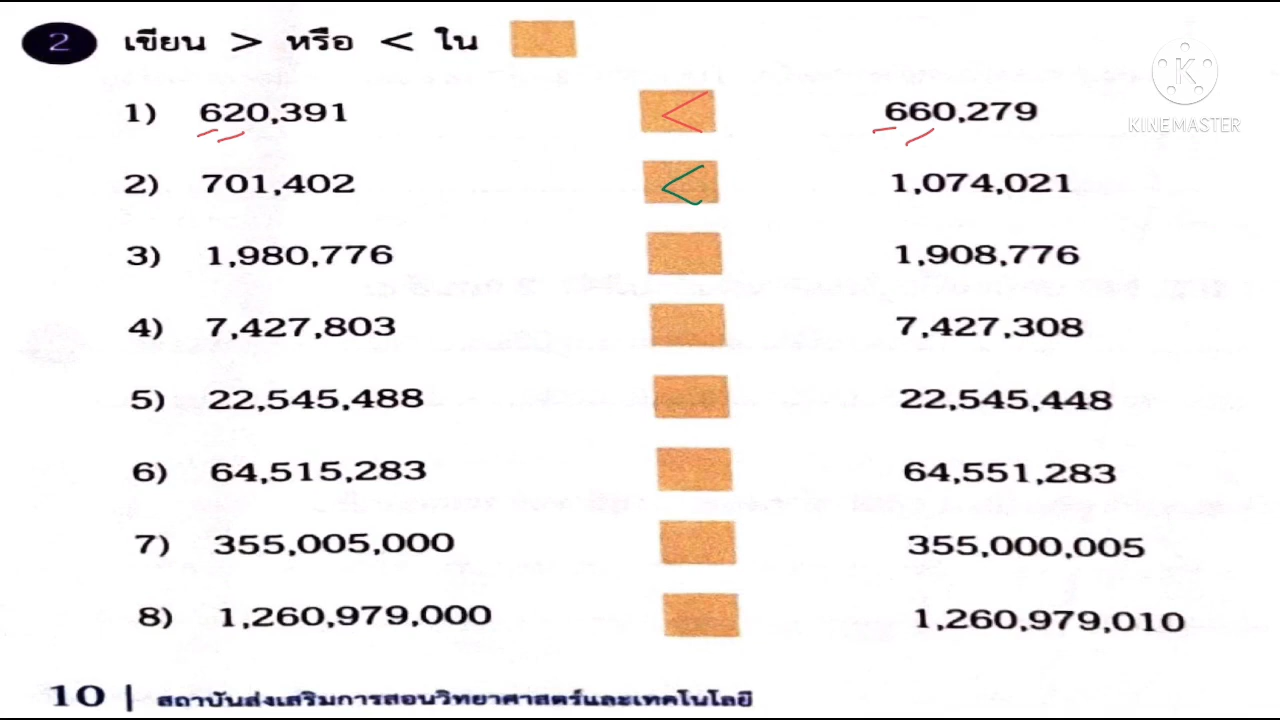 2 เขียน > หรือ < ใน
1) 620,391 < 660,279
KINEMASTER
2) 701,402 < 1,074,021
3) 1,980,776 1,908,776
4) 7,427,803 7,427,308
5) 22,545,488 22,545,448
6) 64,515,283 64,551,283
7) 355,005,000 355,000,005
8) 1,260,979,000 1,260,979,010
10 | สถาบันส่งเสริมการสอนวิทยาศาสตร์และเทคโนโลยี